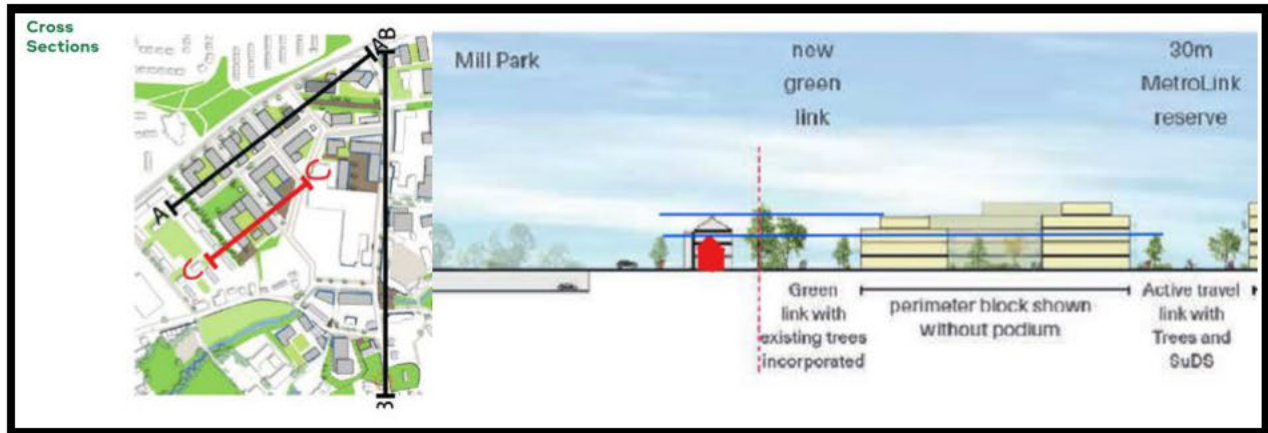 Cross
Sections
A
B
A
C
C
B
Mill Park
new
green
link
30m
MetroLink
reserve
Green
link with
existing trees
incorporated
perimeter block shown
without podium
Active travel
link with
Trees and
SuDS